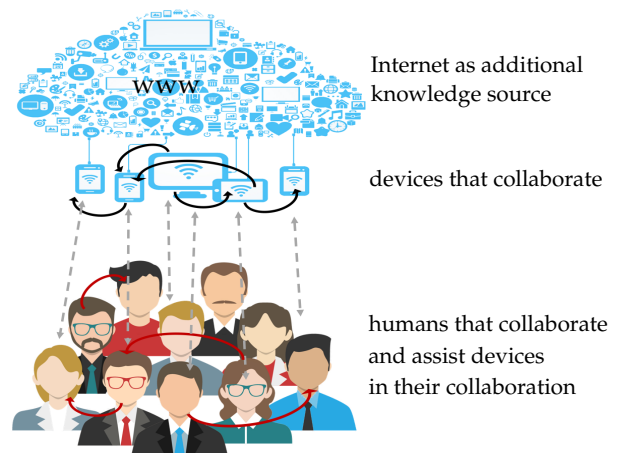 www
Internet as additional
knowledge source
devices that collaborate
humans that collaborate
and assist devices
in their collaboration